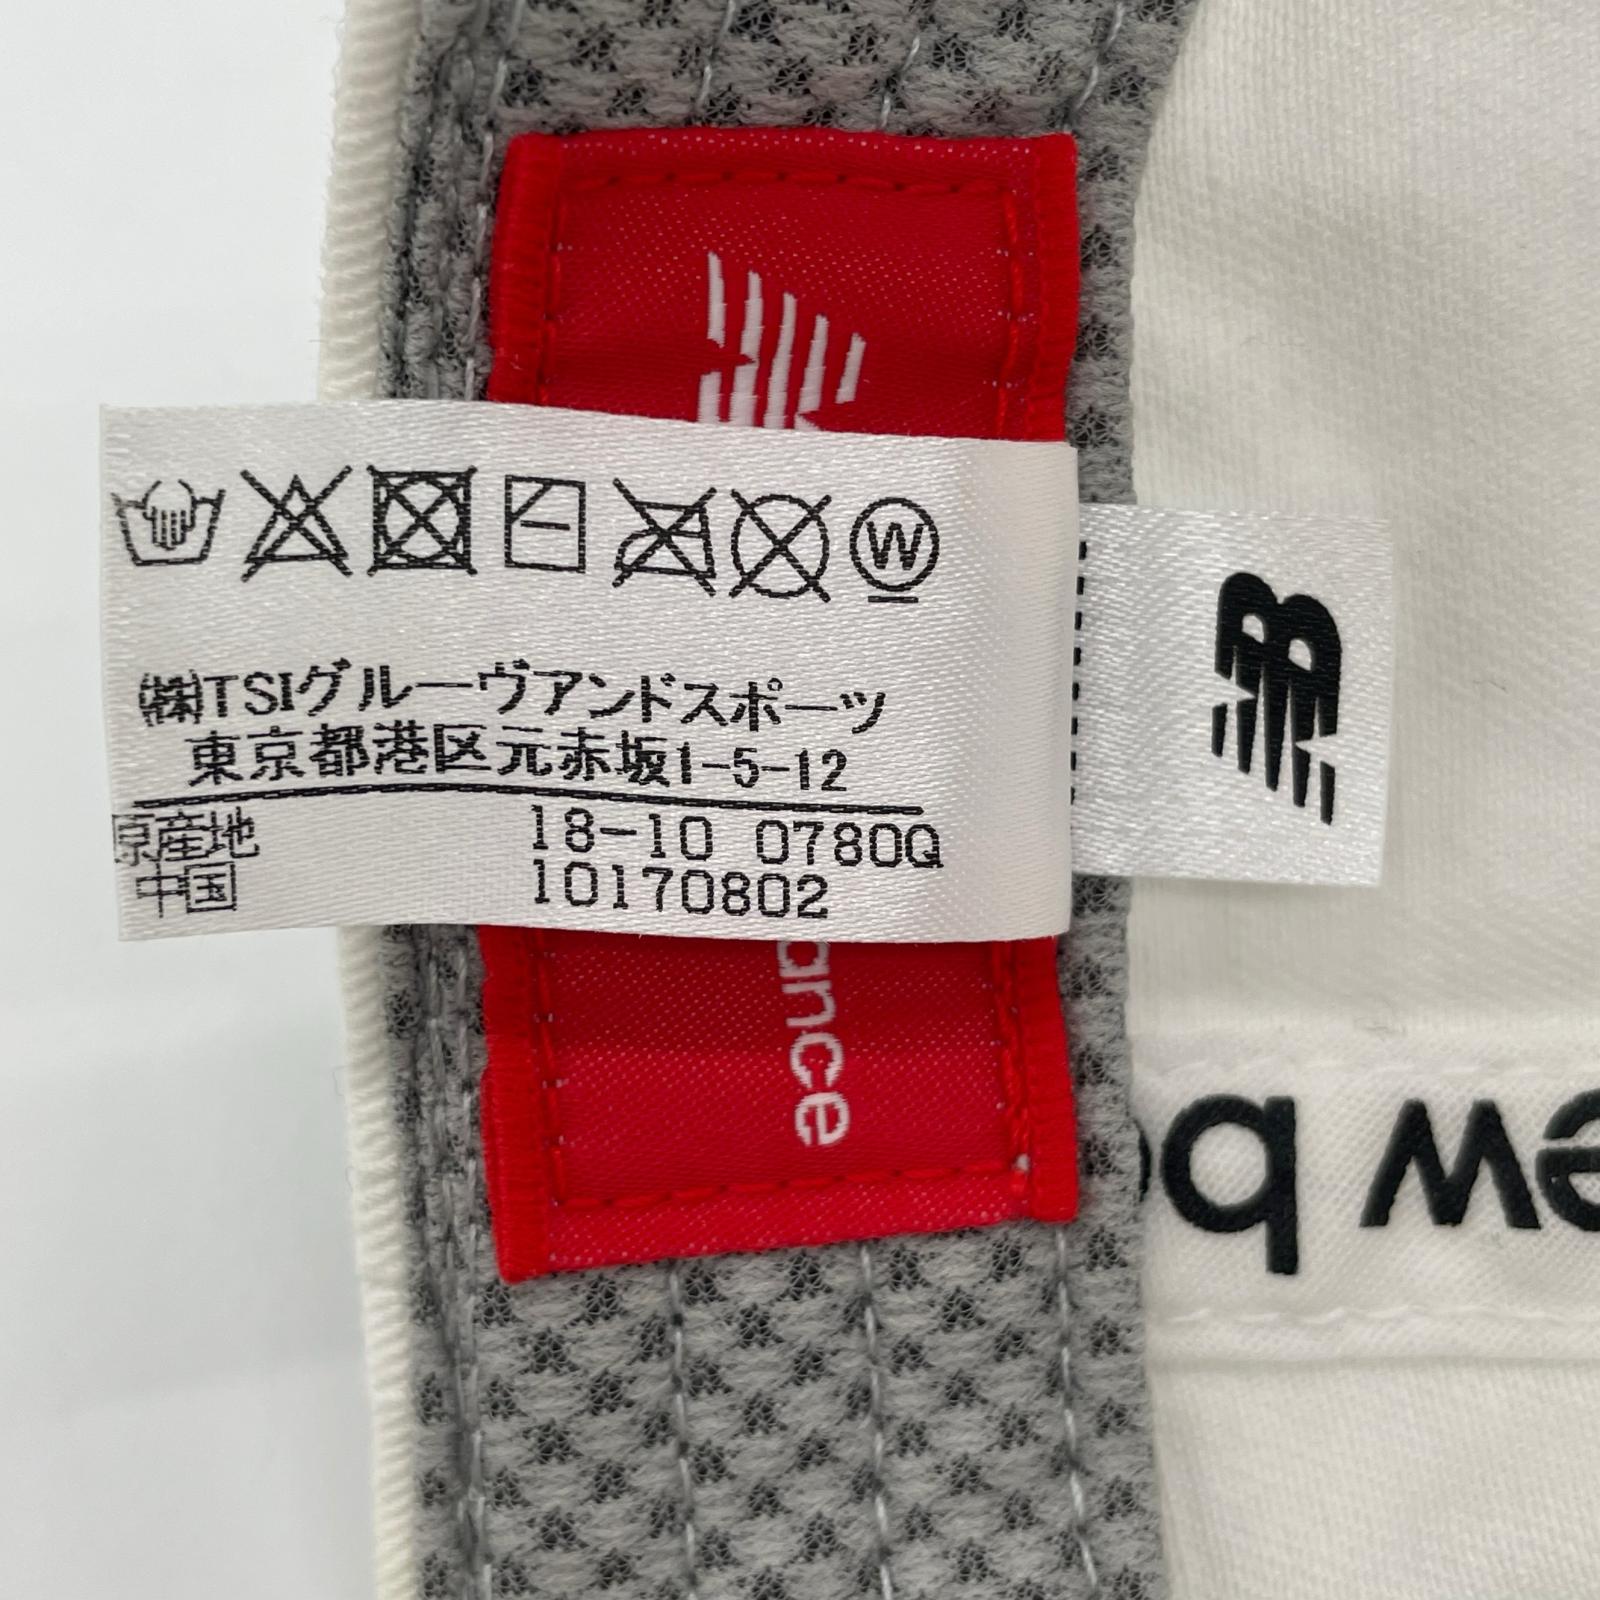 ㈱TSIグルーヴアンドスポーツ
東京都港区元赤坂1-5-12
原産地
中国
18-10 0780Q
10170802
W
ance
ew b